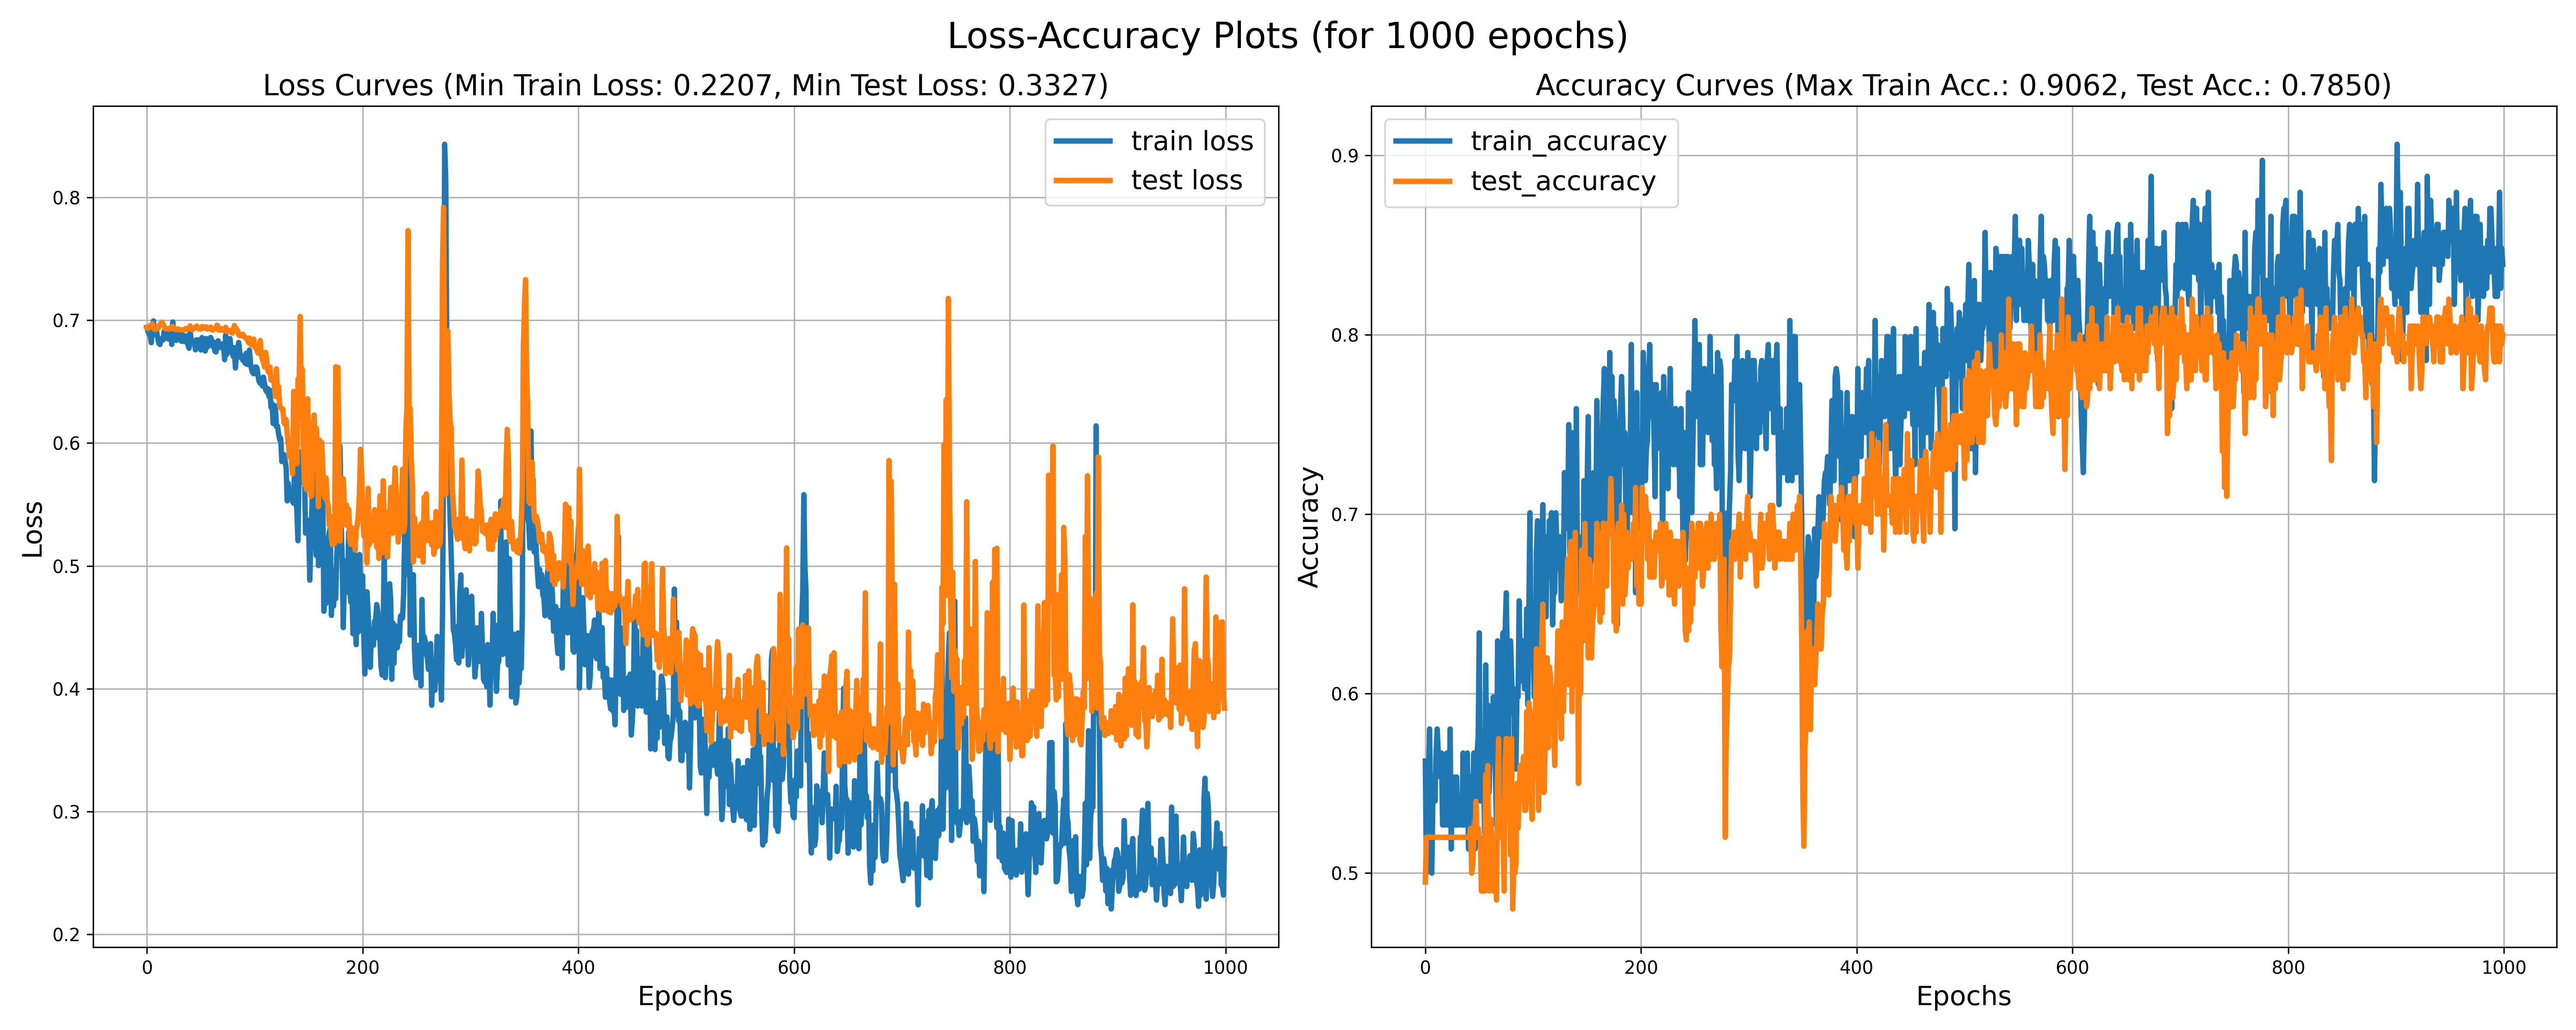 Loss-Accuracy Plots (for 1000 epochs)
Loss Curves (Min Train Loss: 0.2207, Min Test Loss: 0.3327)
train loss
test loss
0.8
0.7
0.6
0.5
0.4
0.3
0.2
Loss
0 200 400 600 800 1000
Epochs
Accuracy Curves (Max Train Acc.: 0.9062, Test Acc.: 0.7850)
train_accuracy
test_accuracy
0.9
0.8
0.7
0.6
0.5
Accuracy
0 200 400 600 800 1000
Epochs